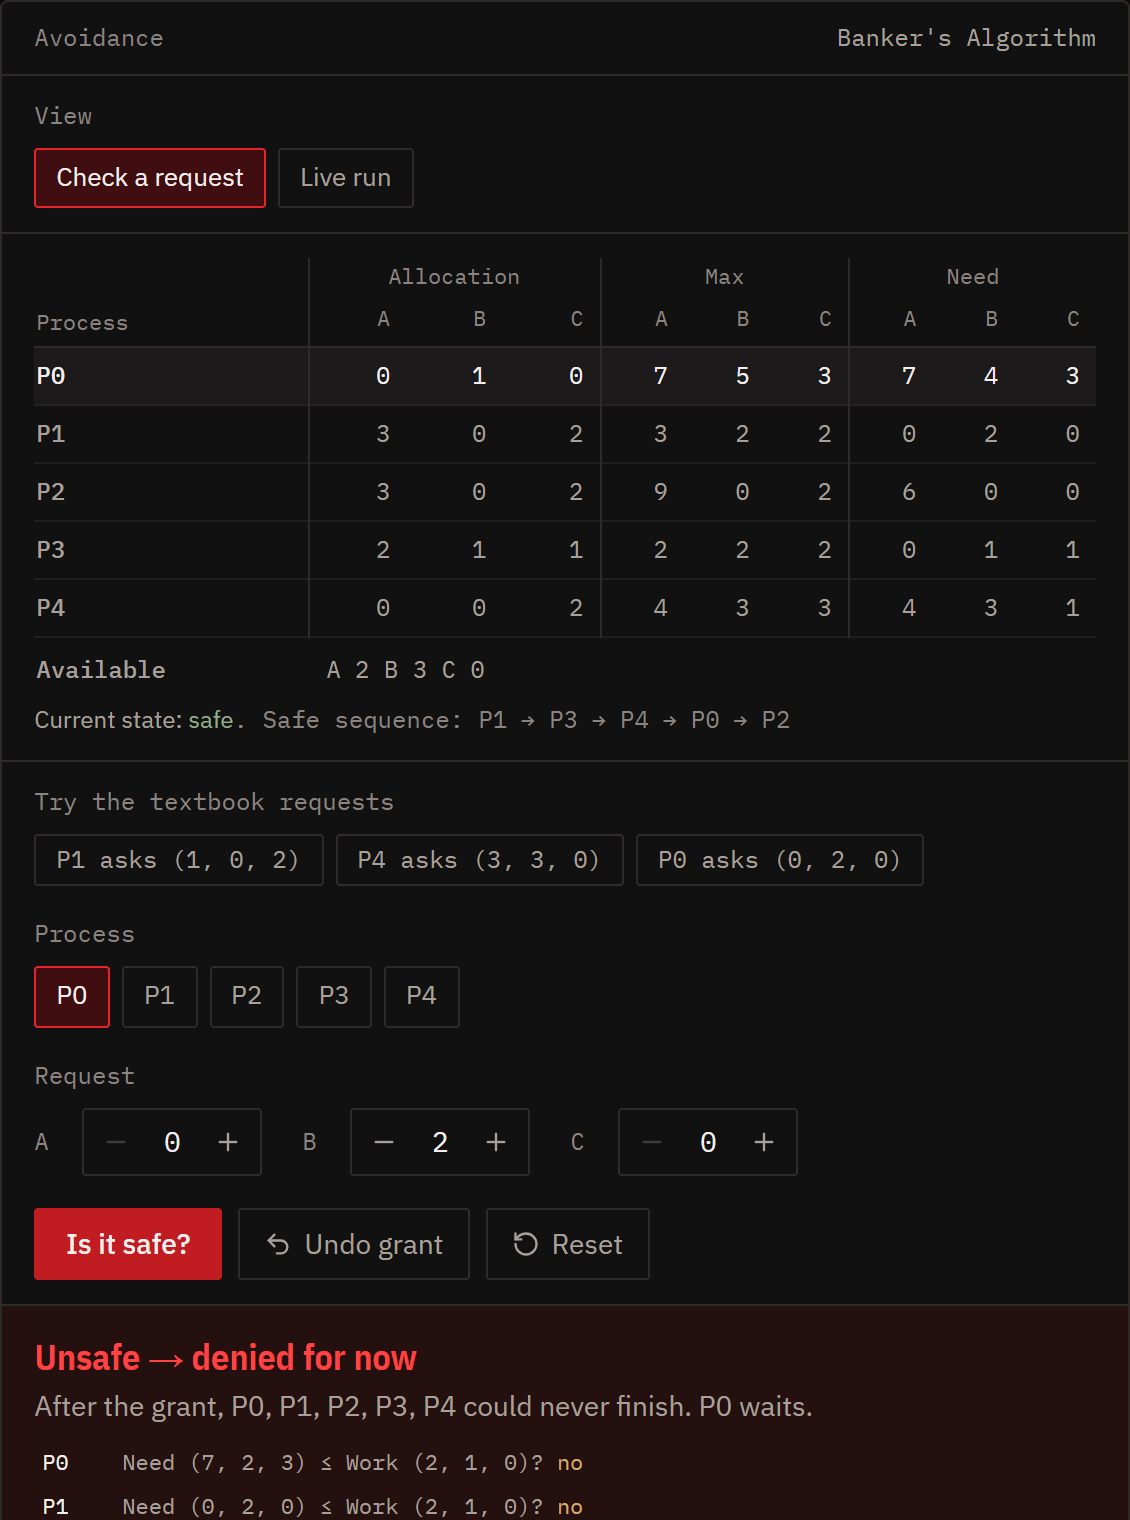 Avoidance Banker's Algorithm
View
Check a request Live run
Allocation Max Need
Process A B C A B C A B C
P0 0 1 0 7 5 3 7 4 3
P1 3 0 2 3 2 2 0 2 0
P2 3 0 2 9 0 2 6 0 0
P3 2 1 1 2 2 2 0 1 1
P4 0 0 2 4 3 3 4 3 1
Available A 2 B 3 C 0
Current state: safe. Safe sequence: P1 → P3 → P4 → P0 → P2
Try the textbook requests
P1 asks (1, 0, 2) P4 asks (3, 3, 0) P0 asks (0, 2, 0)
Process
P0 P1 P2 P3 P4
Request
A − 0 + B − 2 + C − 0 +
Is it safe? Undo grant Reset
Unsafe → denied for now
After the grant, P0, P1, P2, P3, P4 could never finish. P0 waits.
P0 Need (7, 2, 3) ≤ Work (2, 1, 0)? no
P1 Need (0, 2, 0) ≤ Work (2, 1, 0)? no